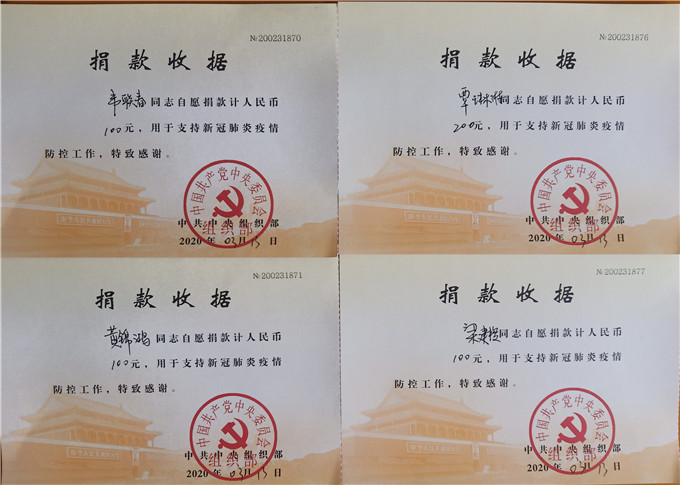 №200231870
捐款收据
同志自愿捐款计人民币
100元，用于支持新冠肺炎疫情
防控工作，特致感谢。
中国共产党中央委员会
组织部
中共中央组织部
2020年03月13日
№200231876
捐款收据
覃 同志自愿捐款计人民币
200元，用于支持新冠肺炎疫情
防控工作，特致感谢。
中国共产党中央委员会
组织部
中共中央组织部
2020年03月13日
№200231871
捐款收据
黄锦鸿同志自愿捐款计人民币
100元，用于支持新冠肺炎疫情
防控工作，特致感谢。
中国共产党中央委员会
组织部
中共中央组织部
2020年03月13日
№200231877
捐款收据
梁 同志自愿捐款计人民币
100元，用于支持新冠肺炎疫情
防控工作，特致感谢。
中国共产党中央委员会
组织部
中共中央组织部
2020年03月13日